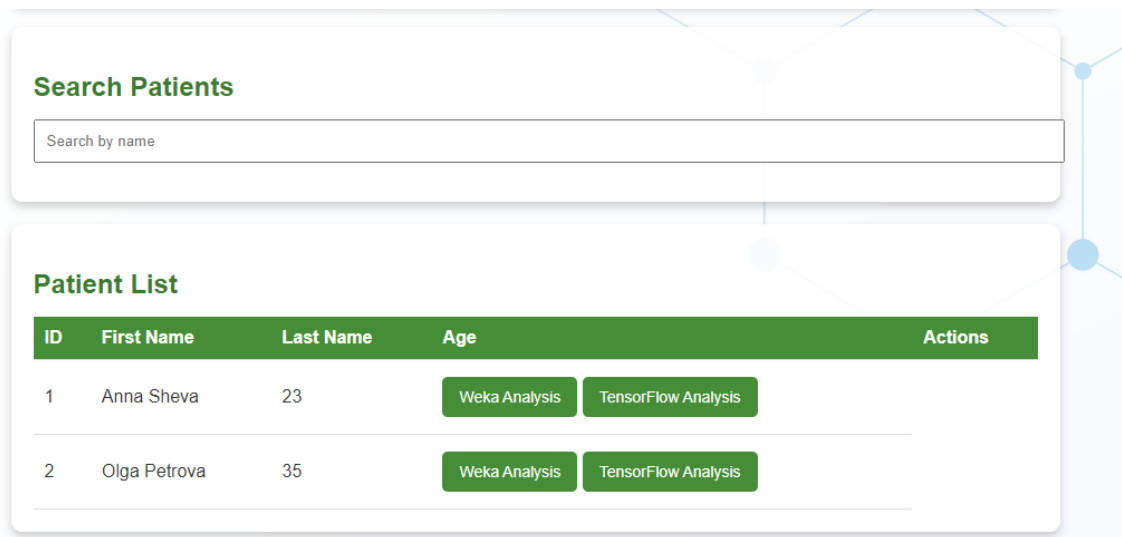 Search Patients
Search by name
Patient List
ID First Name Last Name Age Actions
1 Anna Sheva 23 Weka Analysis TensorFlow Analysis
2 Olga Petrova 35 Weka Analysis TensorFlow Analysis